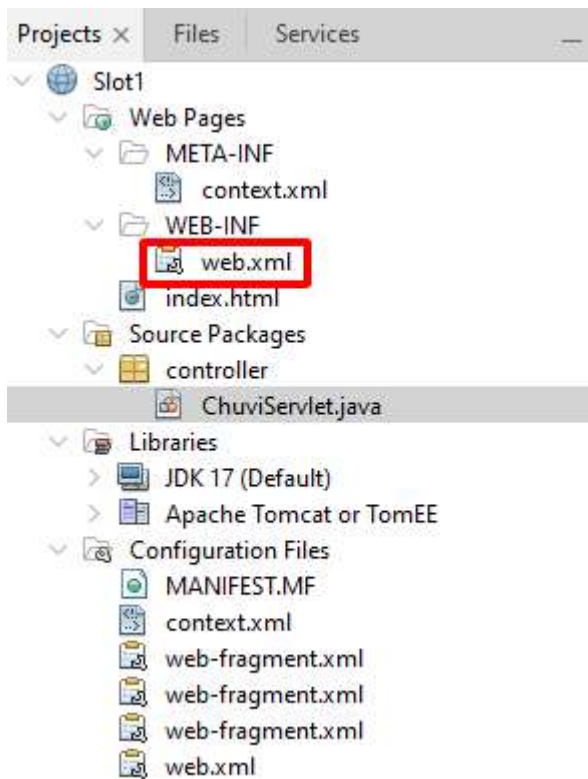 Projects Files Services
Slot1
Web Pages
META-INF
context.xml
WEB-INF
web.xml
index.html
Source Packages
controller
ChuviServlet.java
Libraries
JDK 17 (Default)
Apache Tomcat or TomEE
Configuration Files
MANIFEST.MF
context.xml
web-fragment.xml
web-fragment.xml
web-fragment.xml
web.xml